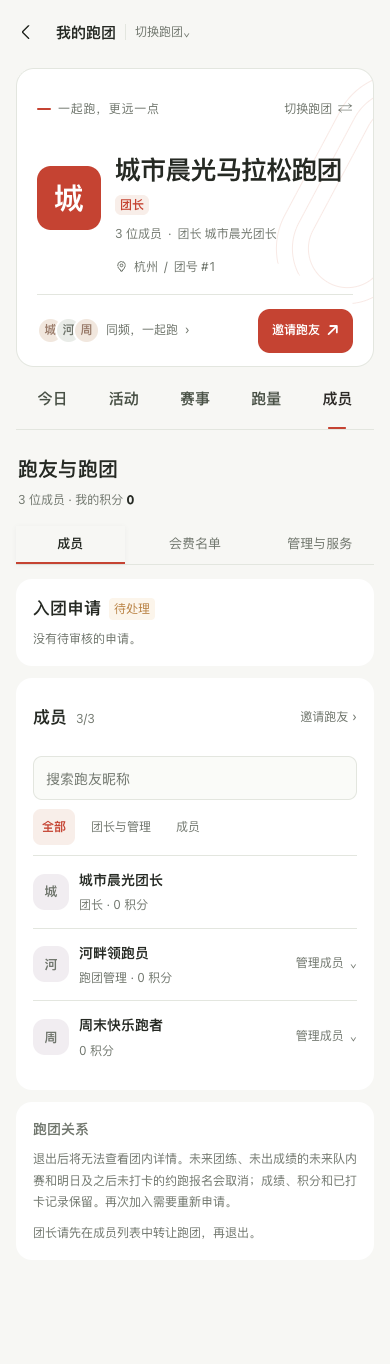 我的跑团 切换跑团
一起跑，更远一点 切换跑团
城 城市晨光马拉松跑团
团长
3 位成员 · 团长 城市晨光团长
杭州 / 团号 #1
城 河 周 同频，一起跑 › 邀请跑友
今日 活动 赛事 跑量 成员
跑友与跑团
3 位成员 · 我的积分 0
成员 会费名单 管理与服务
入团申请 待处理
没有待审核的申请。
成员 3/3 邀请跑友 ›
搜索跑友昵称
全部 团长与管理 成员
城 城市晨光团长
团长 · 0 积分
河 河畔领跑员
跑团管理 · 0 积分 管理成员
周 周末快乐跑者
0 积分 管理成员
跑团关系
退出后将无法查看团内详情。未来团练、未出成绩的未来队内
赛和明日及之后未打卡的约跑报名会取消；成绩、积分和已打
卡记录保留。再次加入需要重新申请。
团长请先在成员列表中转让跑团，再退出。